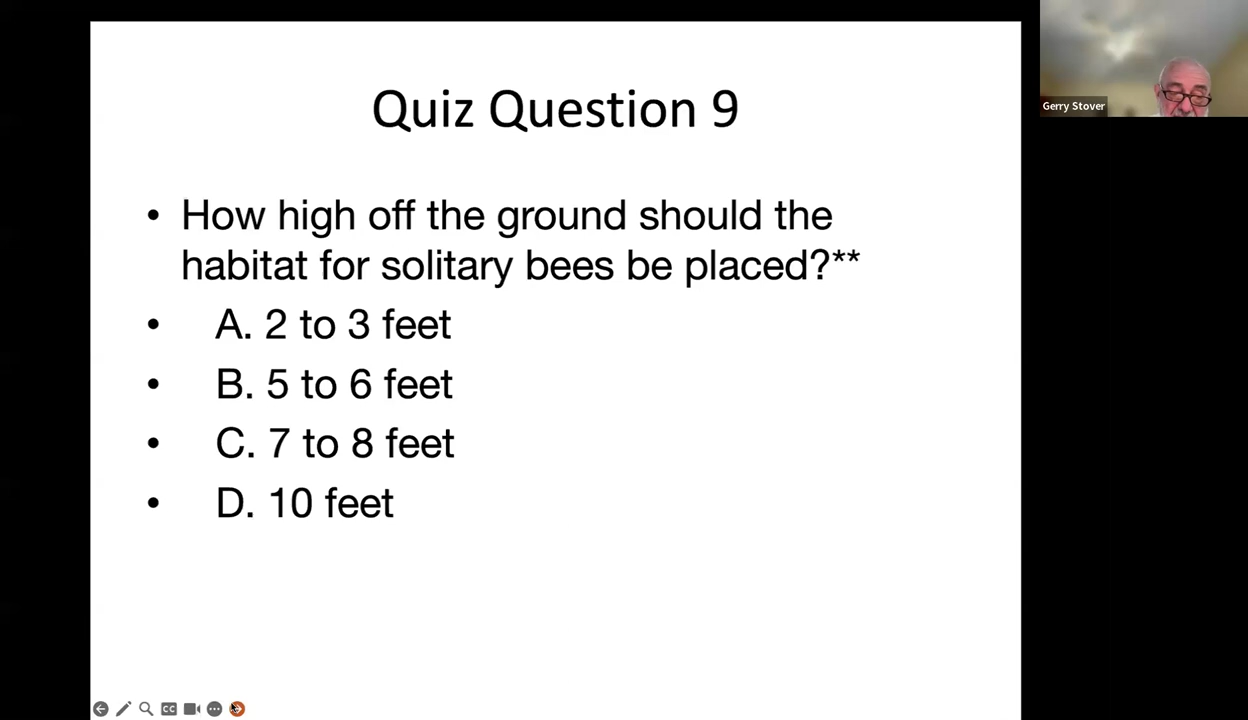 Quiz Question 9
• How high off the ground should the
habitat for solitary bees be placed?**
• A. 2 to 3 feet
• B. 5 to 6 feet
• C. 7 to 8 feet
• D. 10 feet
Gerry Stover
CC